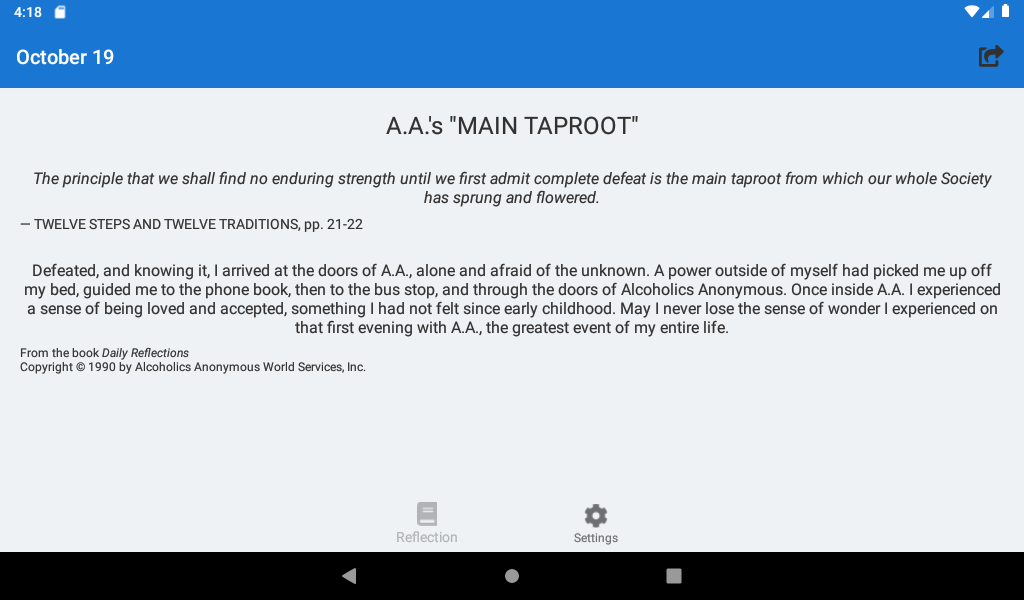 4:18
October 19
A.A.'s "MAIN TAPROOT"
The principle that we shall find no enduring strength until we first admit complete defeat is the main taproot from which our whole Society
has sprung and flowered.
— TWELVE STEPS AND TWELVE TRADITIONS, pp. 21-22
Defeated, and knowing it, I arrived at the doors of A.A., alone and afraid of the unknown. A power outside of myself had picked me up off
my bed, guided me to the phone book, then to the bus stop, and through the doors of Alcoholics Anonymous. Once inside A.A. I experienced
a sense of being loved and accepted, something I had not felt since early childhood. May I never lose the sense of wonder I experienced on
that first evening with A.A., the greatest event of my entire life.
From the book Daily Reflections
Copyright © 1990 by Alcoholics Anonymous World Services, Inc.
Reflection
Settings